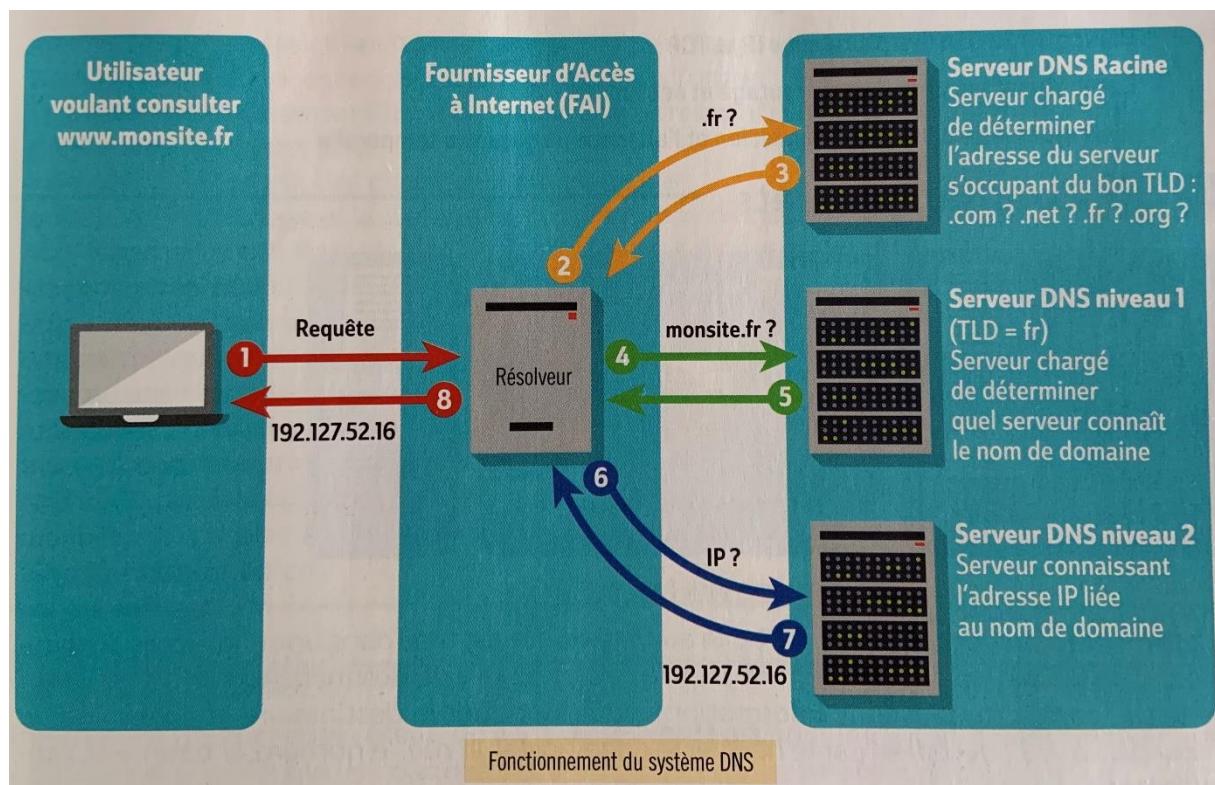 Utilisateur
voulant consulter
www.monsite.fr
Fournisseur d'Accès
à Internet (FAI)
Serveur DNS Racine
Serveur chargé
de déterminer
l'adresse du serveur
s'occupant du bon TLD :
.com ? .net ? .fr ? .org ?
.fr ?
3
2
Requête
1
8
192.127.52.16
Résolveur
monsite.fr ?
4
5
Serveur DNS niveau 1
(TLD = fr)
Serveur chargé
de déterminer
quel serveur connaît
le nom de domaine
6
IP ?
7
192.127.52.16
Serveur DNS niveau 2
Serveur connaissant
l'adresse IP liée
au nom de domaine
Fonctionnement du système DNS